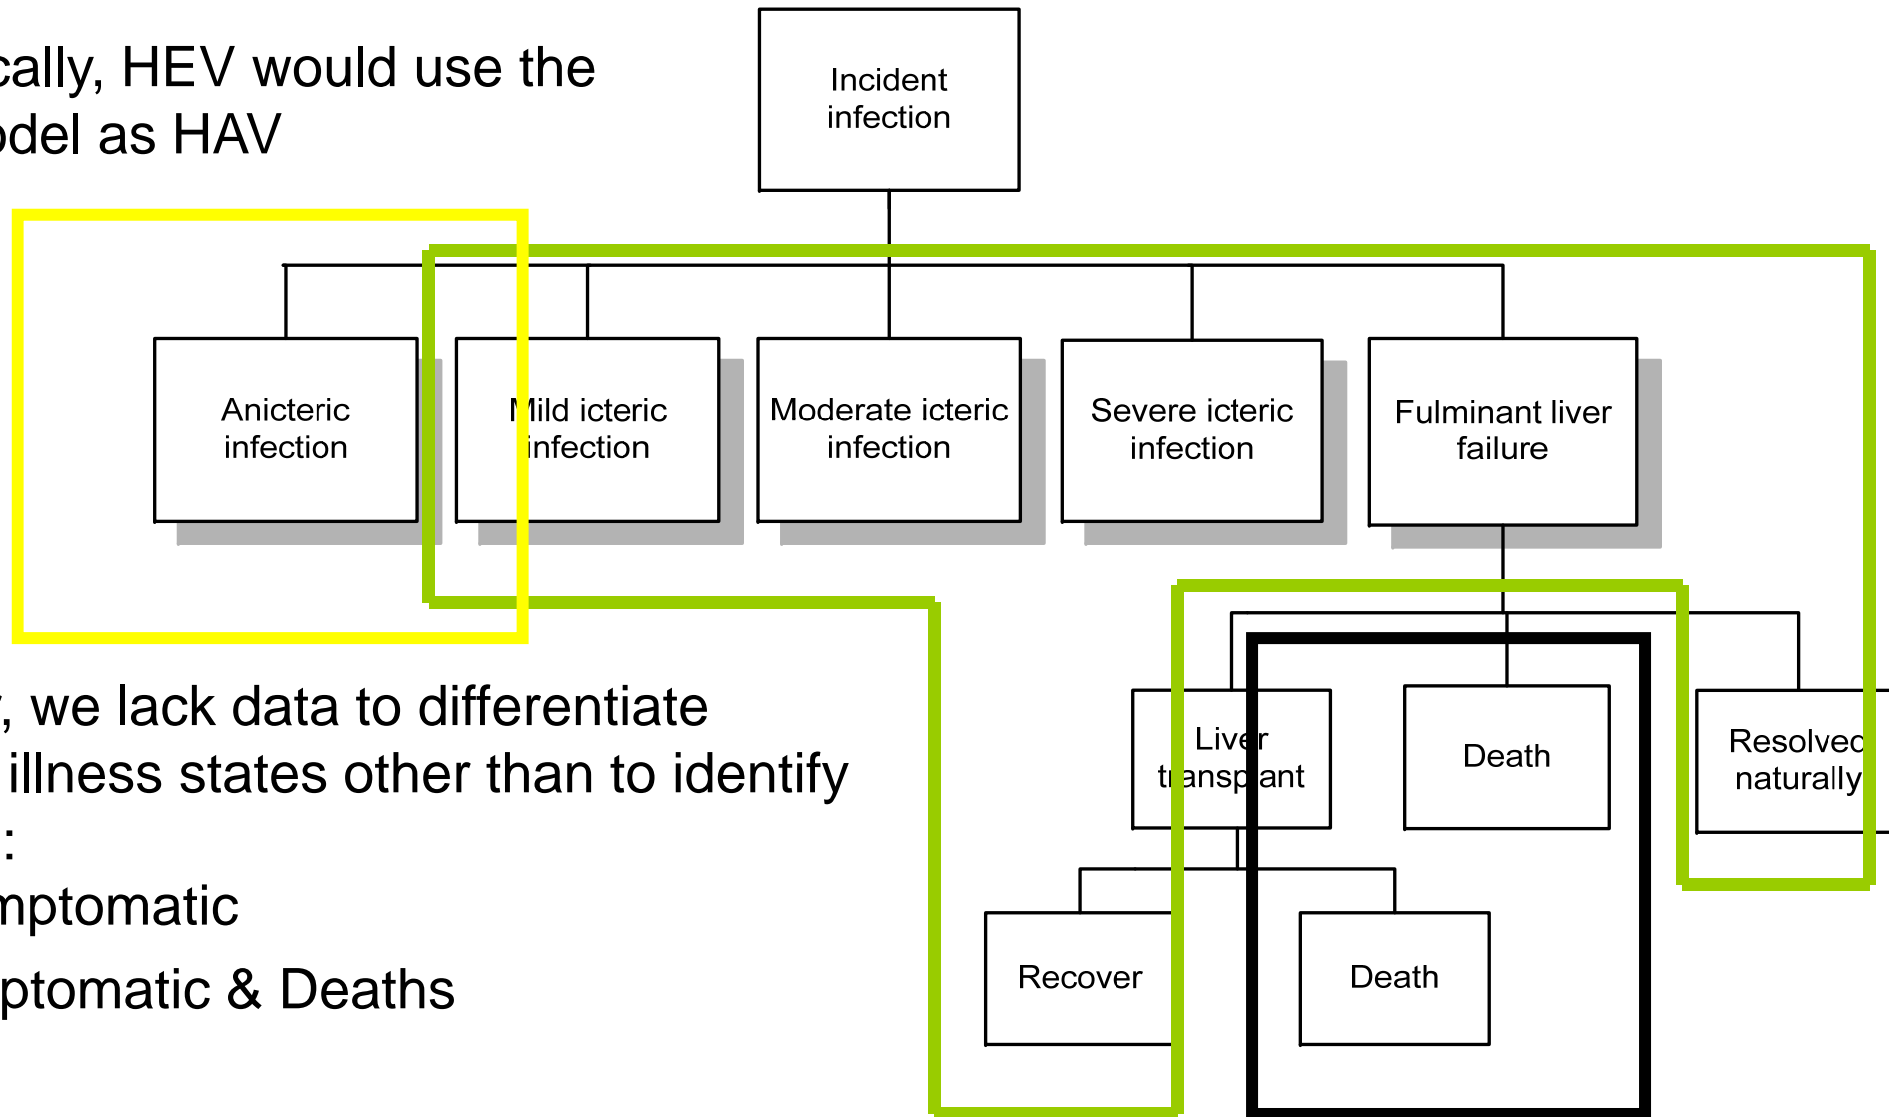 cally, HEV would use the
odel as HAV
Incident
infection
Anicteric
infection
Mild icteric
infection
Moderate icteric
infection
Severe icteric
infection
Fulminant liver
failure
, we lack data to differentiate
illness states other than to identify
:
mptomatic
ptomatic & Deaths
Liver
transplant
Death
Resolved
naturally
Recover
Death